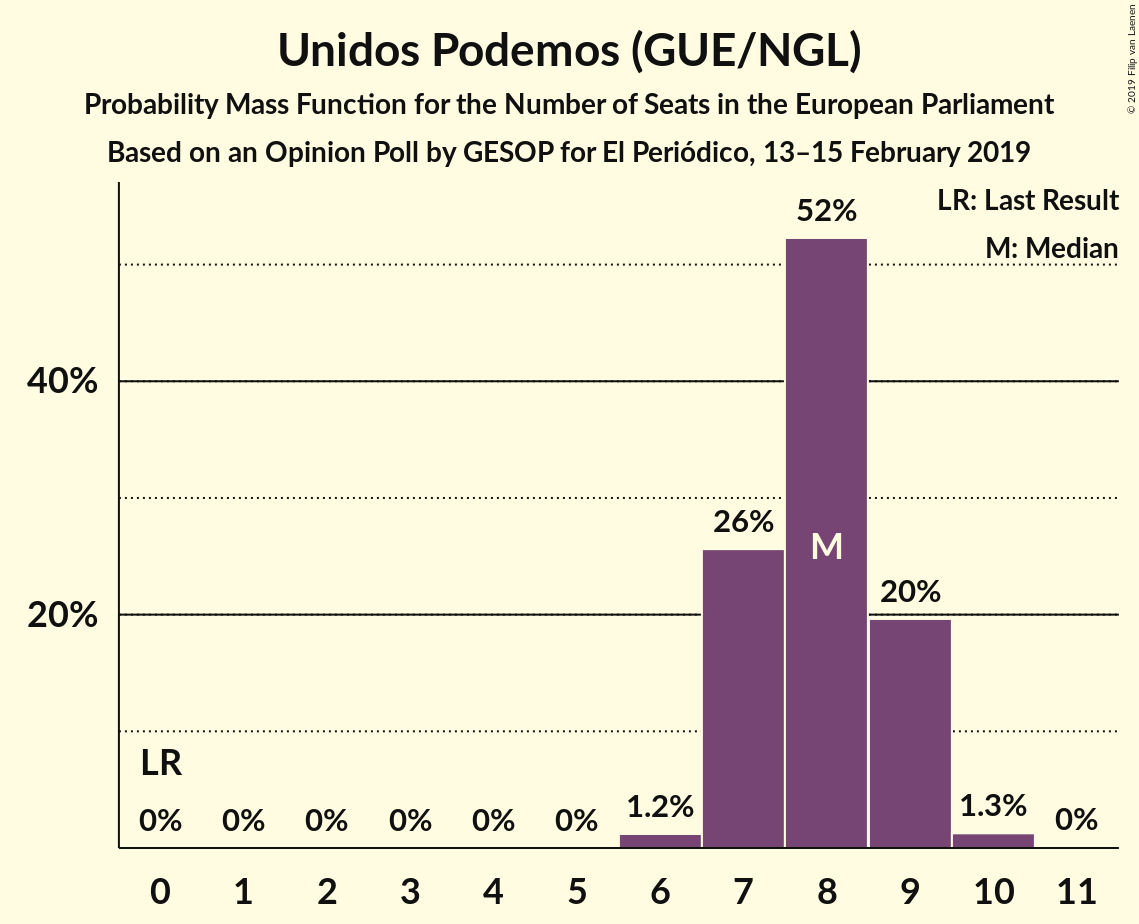 Unidos Podemos (GUE/NGL)
Probability Mass Function for the Number of Seats in the European Parliament
Based on an Opinion Poll by GESOP for El Periódico, 13–15 February 2019
© 2019 Filip van Laenen
LR: Last Result
M: Median
52%
40%
26%
M
20%
20%
LR
0% 0% 0% 0% 0% 0% 1.2% 1.3% 0%
0 1 2 3 4 5 6 7 8 9 10 11